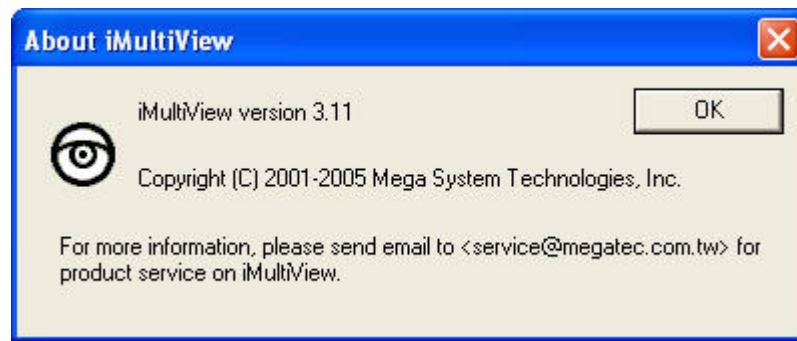 About iMultiView
iMultiView version 3.11
OK
Copyright (C) 2001-2005 Mega System Technologies, Inc.
For more information, please send email to <service@megatec.com.tw> for
product service on iMultiView.